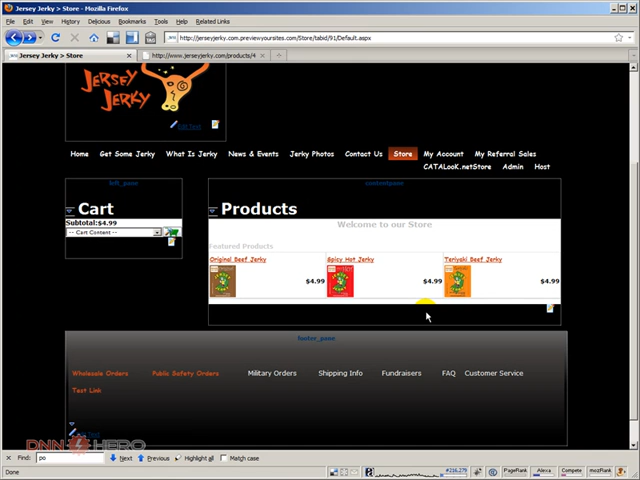 Jersey Jerky > Store - Mozilla Firefox
File Edit View History Bookmarks Tools Help Related Links
http://www.jerseyjerky.com.previewyoursites.com/Store/tabid/91/Default.aspx
Jersey Jerky > Store
http://www.jerseyjerky.com/products/4
JERSEY
JERKY
Edit Text
Home Get Some Jerky What Is Jerky News & Events Jerky Photos Contact Us Store My Account My Referral Sales
CATALooK.netStore Admin Host
left_pane
contentpane
Cart
Products
Subtotal:$4.99
-- Cart Content --
Welcome to our Store
Featured Products
Original Beef Jerky
Spicy Hot Jerky
Teriyaki Beef Jerky
$4.99
$4.99
$4.99
footer_pane
Wholesale Orders Public Safety Orders Military Orders Shipping Info Fundraisers FAQ Customer Service
Test Link
DNN HERO
Find: po Next Previous Highlight all Match case
Done
#216,279
PageRank
Alexa
Compete
mozRank